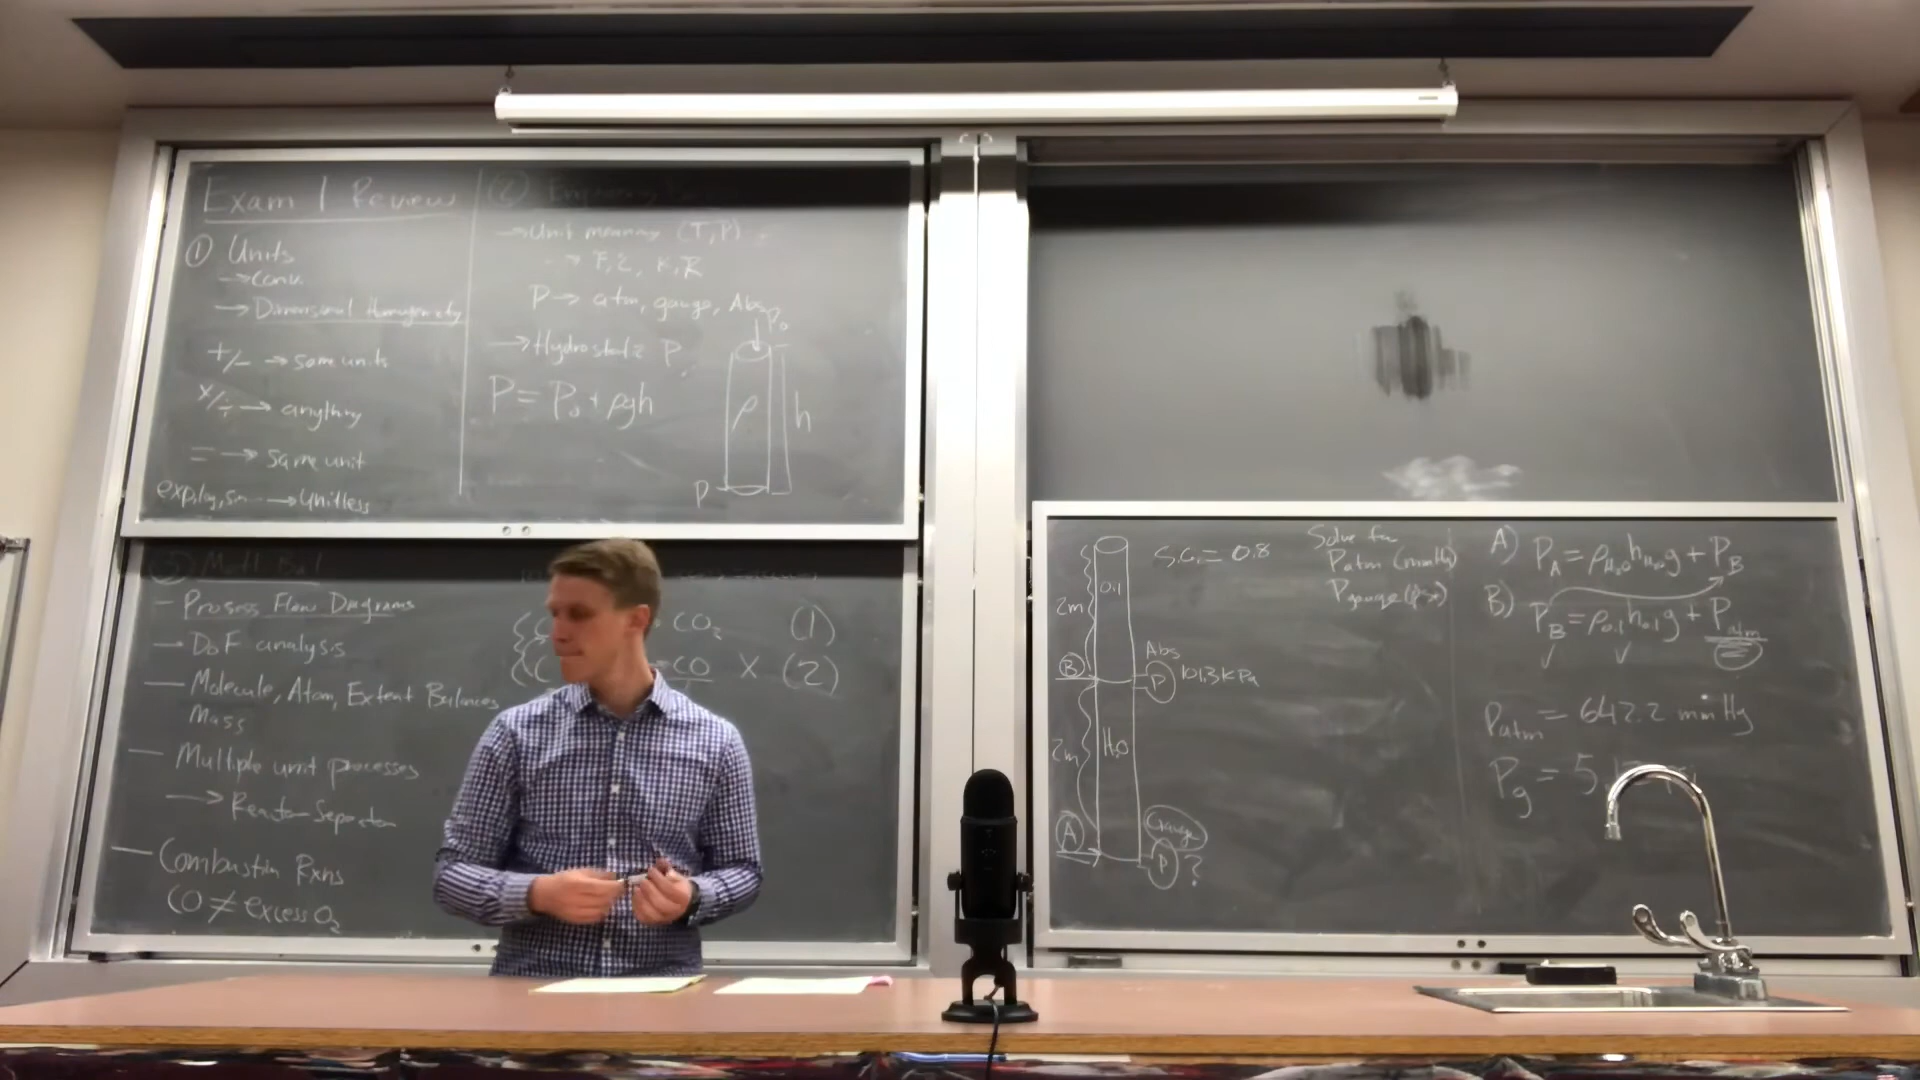 Exam 1 Review
① Units
→ Conv.
→ Dimensional Homogeneity
+/- → same units
x/÷ → anything
= → same unit
exp, log, sin → Unitless
②
→ Unit meaning (T, P)
F, C, K, R
P → atm, gauge, Abs
→ Hydrostatic P
P = P₀ + ρgh
P₀
ρ
h
P
- Process Flow Diagrams
→ DoF analysis
— Molecule, Atom, Extent Balances
Mass
— Multiple unit processes
→ Reactor Separator
— Combustion Rxns
CO ≠ excess O₂
CO₂ (1)
CO X (2)
S.G. = 0.8
Oil
2m
B
Abs
P 101.3 kPa
2m
H₂O
A
Gauge
P ?
Solve for
Patm (mmHg)
Pgauge
A) P_A = ρ_H₂O h_H₂O g + P_B
B) P_B = ρ_oil h_oil g + P_atm
P_atm = 642.2 mmHg
P_g = 5